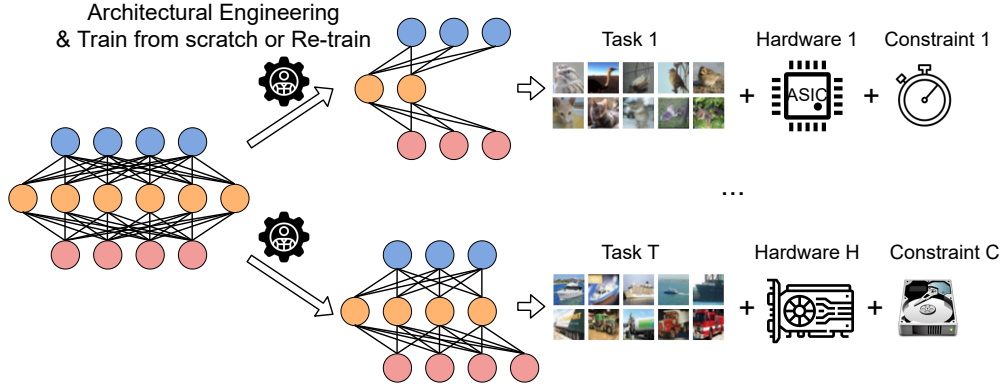 Architectural Engineering
& Train from scratch or Re-train
Task 1
Hardware 1
Constraint 1
ASIC
+
+
...
Task T
Hardware H
Constraint C
+
+